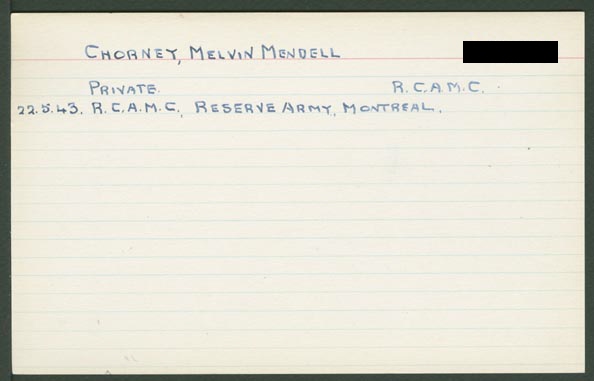 CHORNEY, MELVIN MENDELL
PRIVATE. R.C.A.M.C.
22.5.43. R.C.A.M.C., RESERVE ARMY, MONTREAL.